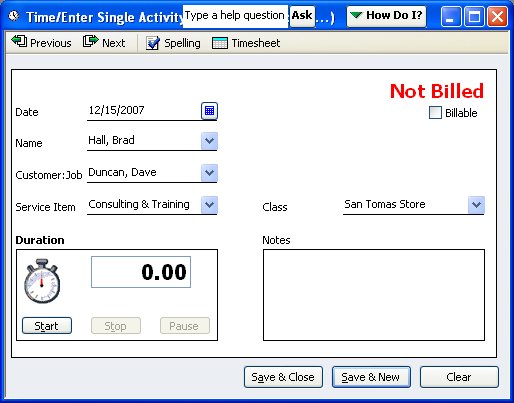 Time/Enter Single Activity Type a help question Ask ...) How Do I?
Previous Next Spelling Timesheet
Not Billed
Date 12/15/2007 Billable
Name Hall, Brad
Customer:Job Duncan, Dave
Service Item Consulting & Training Class San Tomas Store
Duration Notes
0.00
Start Stop Pause
Save & Close Save & New Clear